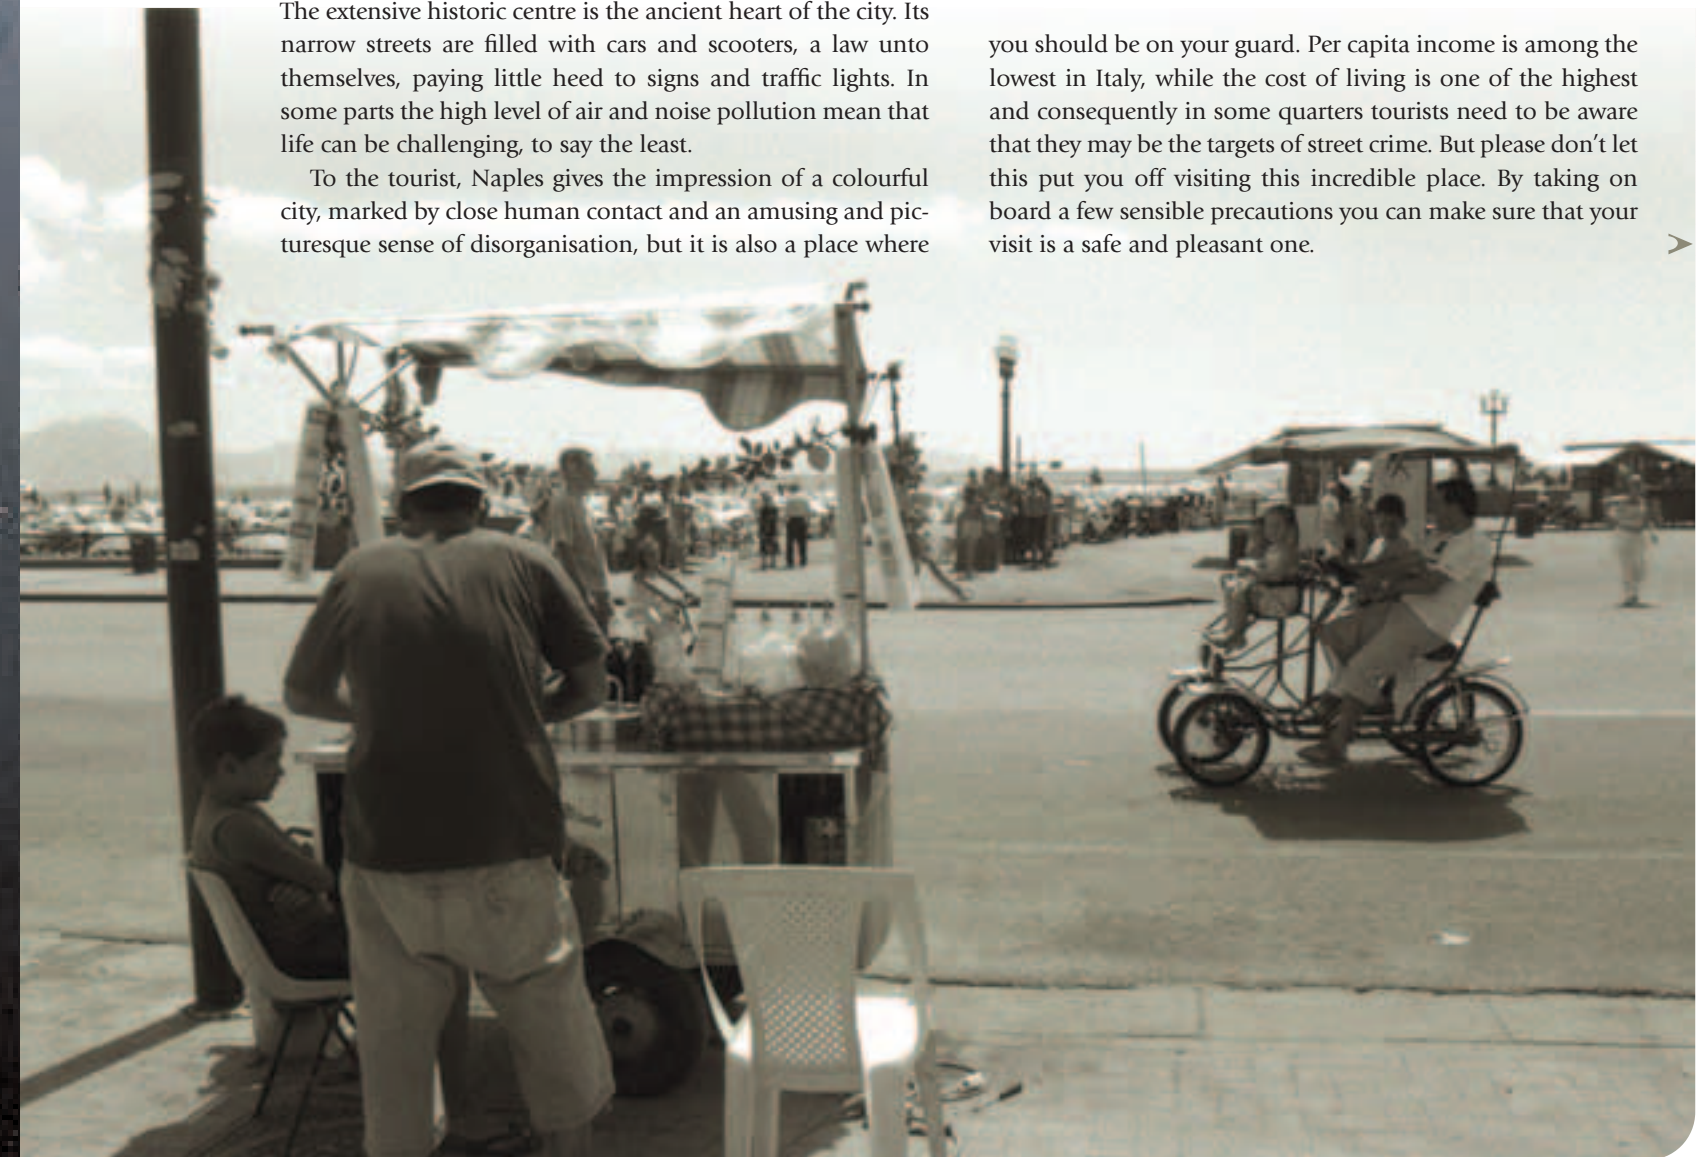 The extensive historic centre is the ancient heart of the city. Its
narrow streets are filled with cars and scooters, a law unto
themselves, paying little heed to signs and traffic lights. In
some parts the high level of air and noise pollution mean that
life can be challenging, to say the least.
To the tourist, Naples gives the impression of a colourful
city, marked by close human contact and an amusing and pic-
turesque sense of disorganisation, but it is also a place where
you should be on your guard. Per capita income is among the
lowest in Italy, while the cost of living is one of the highest
and consequently in some quarters tourists need to be aware
that they may be the targets of street crime. But please don’t let
this put you off visiting this incredible place. By taking on
board a few sensible precautions you can make sure that your
visit is a safe and pleasant one.